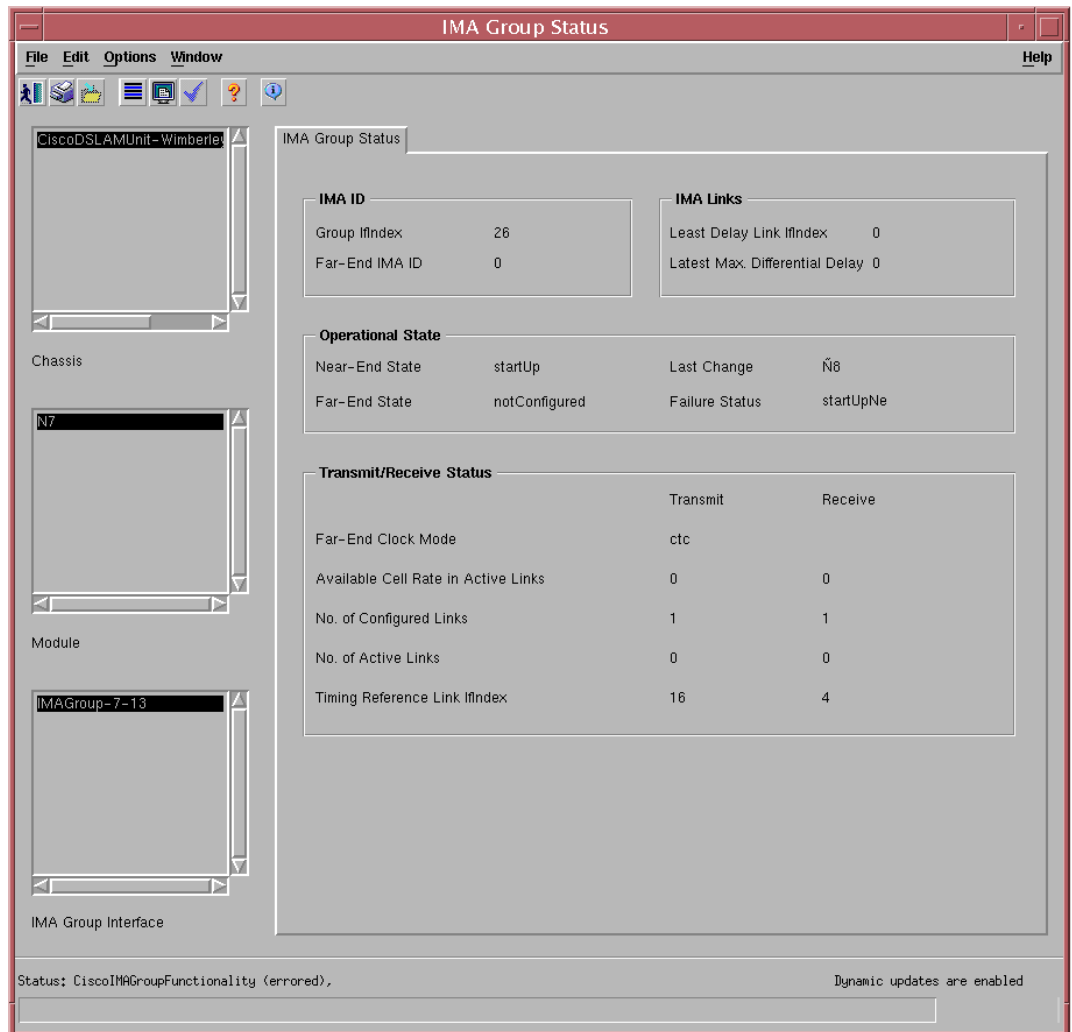 IMA Group Status
File Edit Options Window Help
CiscoDSLAMUnit-Wimberley
Chassis
N7
Module
IMAGroup-7-13
IMA Group Interface
IMA Group Status
IMA ID
Group IfIndex 26
Far-End IMA ID 0
IMA Links
Least Delay Link IfIndex 0
Latest Max. Differential Delay 0
Operational State
Near-End State startUp Last Change Ñ8
Far-End State notConfigured Failure Status startUpNe
Transmit/Receive Status
Transmit Receive
Far-End Clock Mode ctc
Available Cell Rate in Active Links 0 0
No. of Configured Links 1 1
No. of Active Links 0 0
Timing Reference Link IfIndex 16 4
Status: CiscoIMAGroupFunctionality (errored), Dynamic updates are enabled